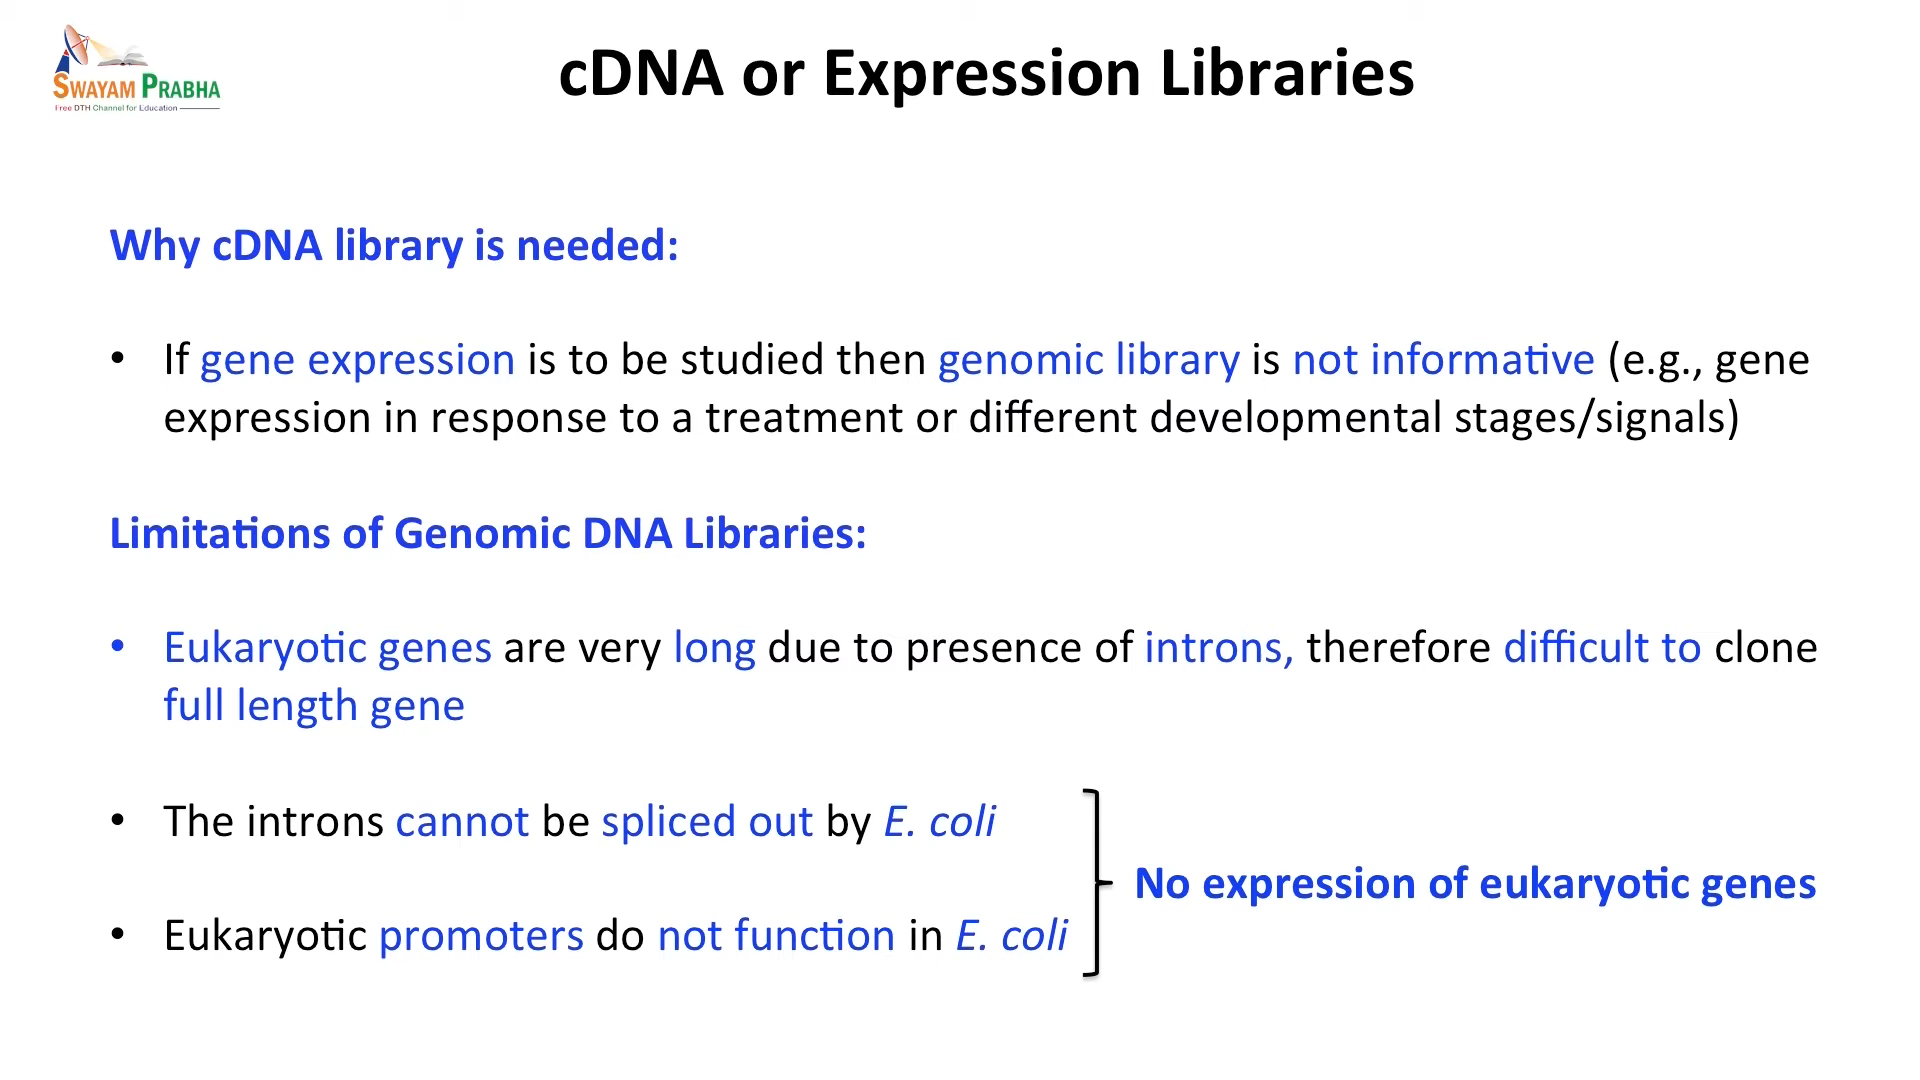 SWAYAM PRABHA
Free DTH Channel for Education
cDNA or Expression Libraries
Why cDNA library is needed:
• If gene expression is to be studied then genomic library is not informative (e.g., gene
expression in response to a treatment or different developmental stages/signals)
Limitations of Genomic DNA Libraries:
• Eukaryotic genes are very long due to presence of introns, therefore difficult to clone
full length gene
• The introns cannot be spliced out by E. coli
• Eukaryotic promoters do not function in E. coli
No expression of eukaryotic genes